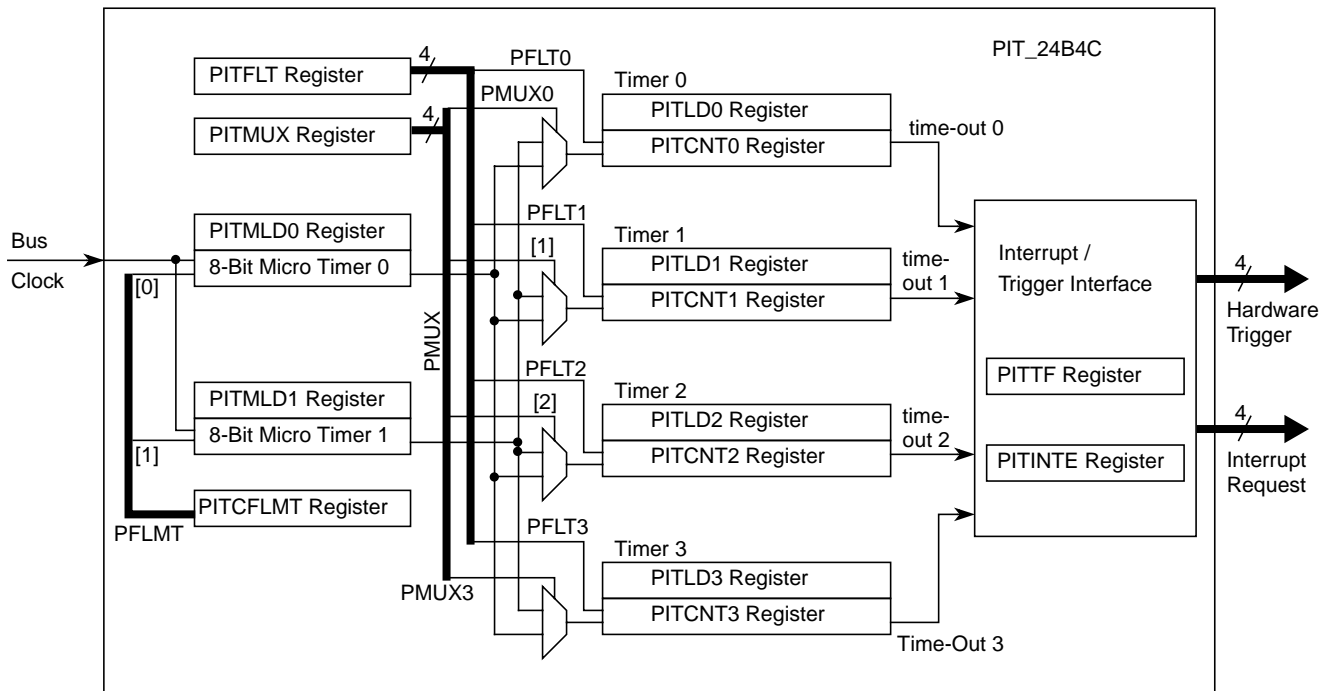 PIT_24B4C
4
PFLT0
PITFLT Register
Timer 0
4
PMUX0
PITLD0 Register
PITMUX Register
time-out 0
PITCNT0 Register
PFLT1
PITMLD0 Register
Timer 1
Bus
[1]
time-
Interrupt /
8-Bit Micro Timer 0
PITLD1 Register
4
Clock
[0]
out 1
Trigger Interface
PITCNT1 Register
Hardware
Trigger
PMUX
PFLT2
Timer 2
PITTF Register
PITMLD1 Register
[2]
time-
PITLD2 Register
4
8-Bit Micro Timer 1
out 2
[1]
PITCNT2 Register
PITINTE Register
Interrupt
Request
PITCFLMT Register
PFLMT
PFLT3
Timer 3
PITLD3 Register
PMUX3
PITCNT3 Register
Time-Out 3